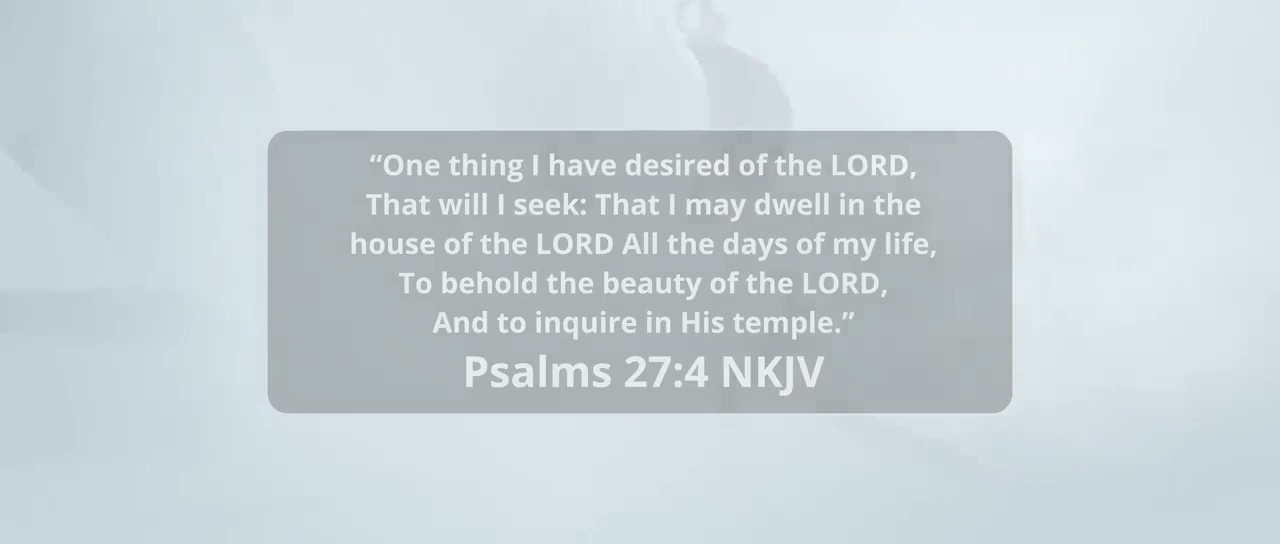 “One thing I have desired of the LORD,
That will I seek: That I may dwell in the
house of the LORD All the days of my life,
To behold the beauty of the LORD,
And to inquire in His temple.”
Psalms 27:4 NKJV